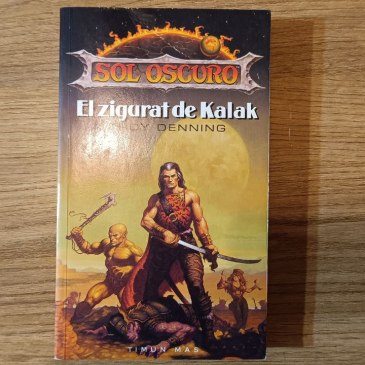 SOL OSCURO
El zigurat de Kalak
DENNING
TIMUN MAS